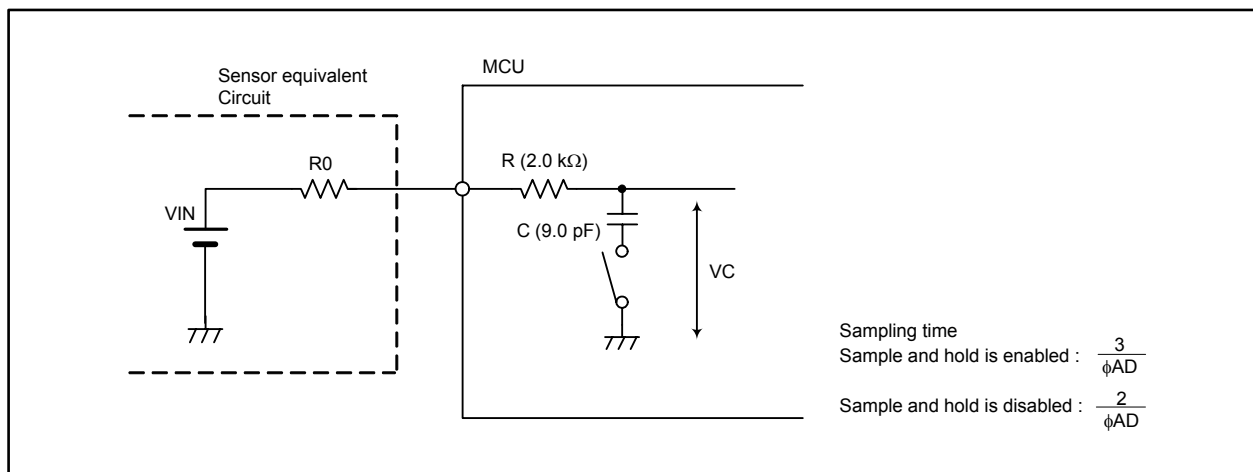 Sensor equivalent
Circuit
MCU
R0
R (2.0 kΩ)
VIN
C (9.0 pF)
VC
Sampling time
Sample and hold is enabled : 3
ϕAD
Sample and hold is disabled : 2
ϕAD